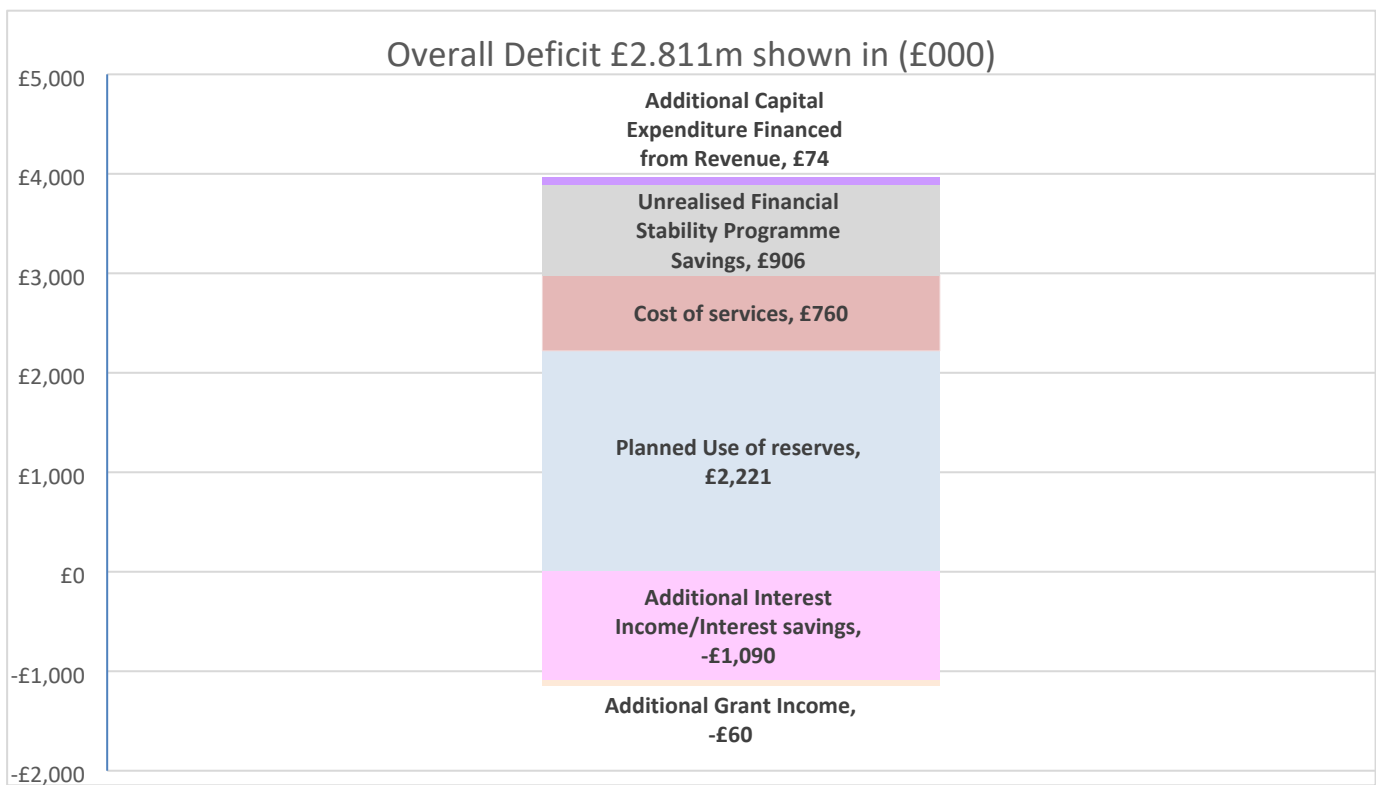 Overall Deficit £2.811m shown in (£000)
£5,000
£4,000
£3,000
£2,000
£1,000
£0
-£1,000
-£2,000
Additional Capital
Expenditure Financed
from Revenue, £74
Unrealised Financial
Stability Programme
Savings, £906
Cost of services, £760
Planned Use of reserves,
£2,221
Additional Interest
Income/Interest savings,
-£1,090
Additional Grant Income,
-£60